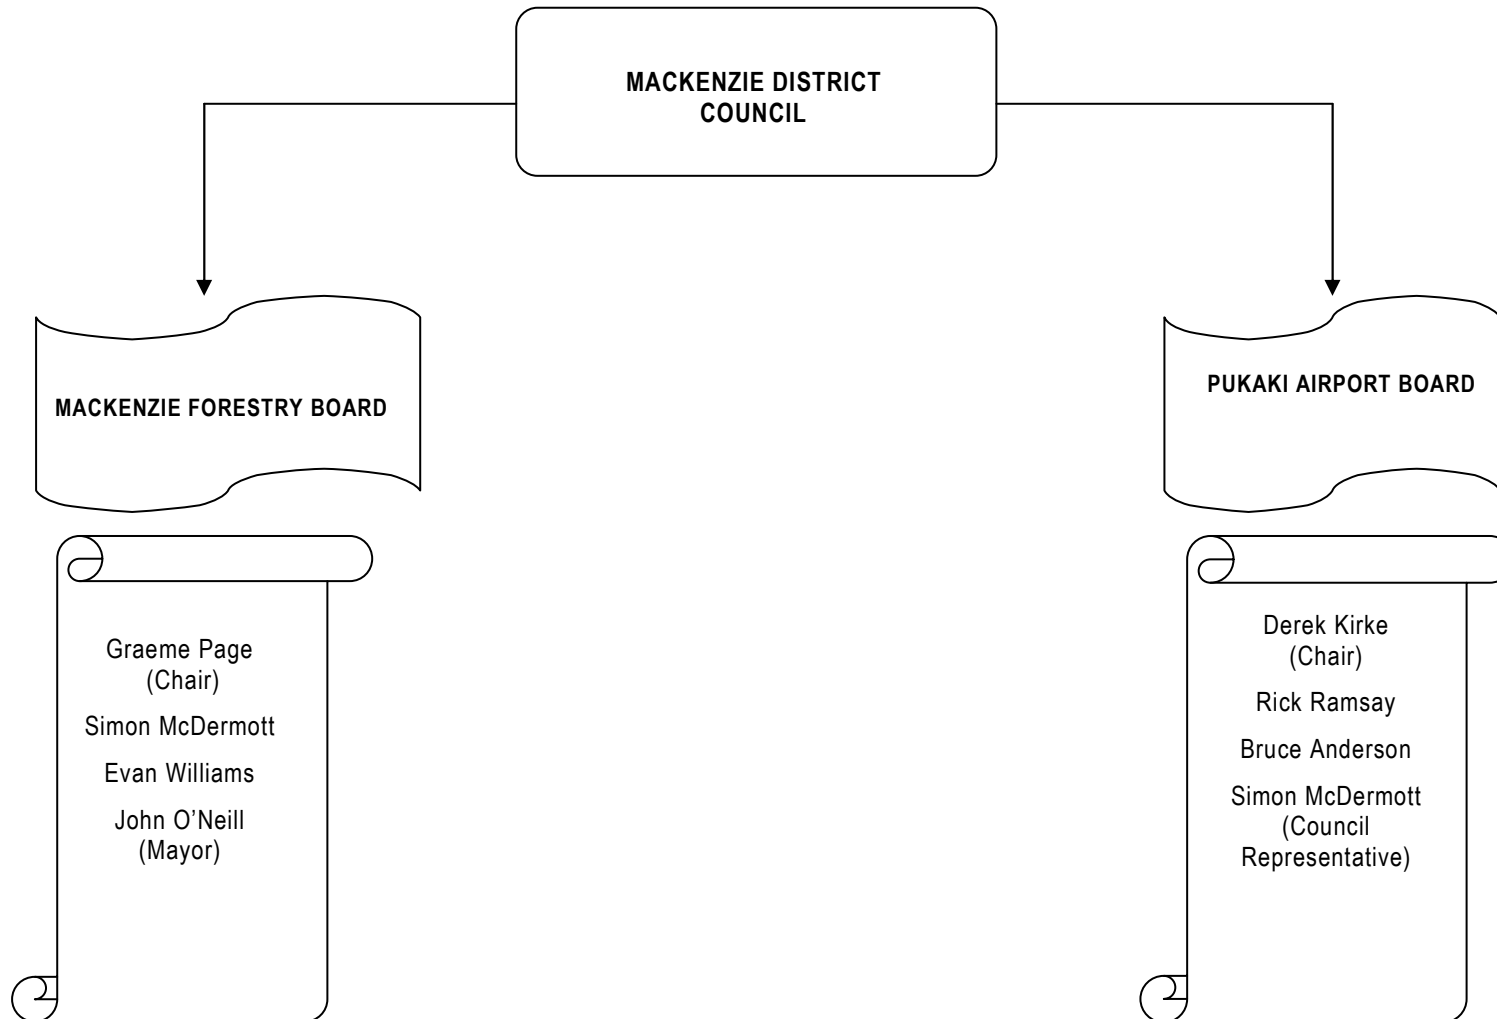 MACKENZIE DISTRICT
COUNCIL
MACKENZIE FORESTRY BOARD
Graeme Page
(Chair)
Simon McDermott
Evan Williams
John O’Neill
(Mayor)
PUKAKI AIRPORT BOARD
Derek Kirke
(Chair)
Rick Ramsay
Bruce Anderson
Simon McDermott
(Council
Representative)